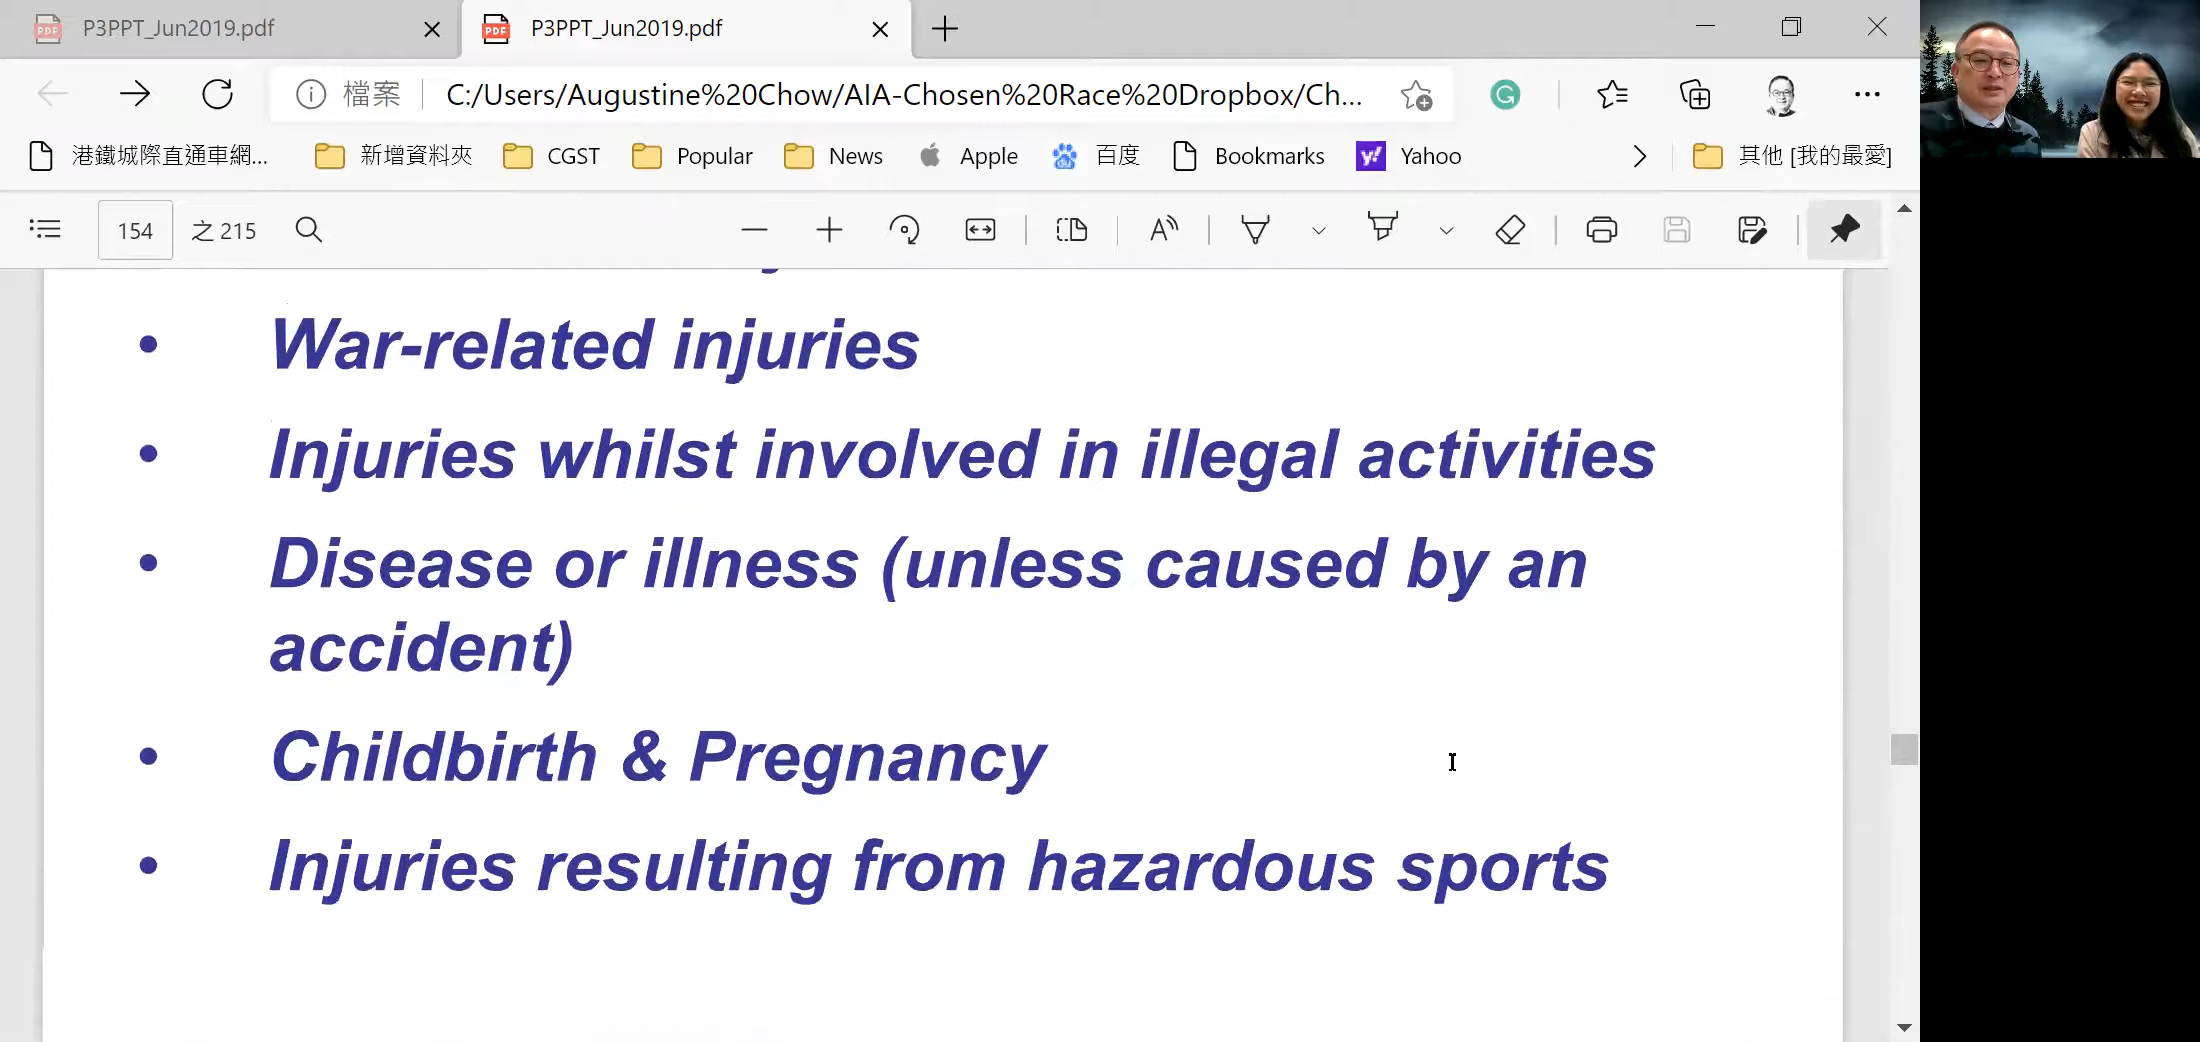 P3PPT_Jun2019.pdf
P3PPT_Jun2019.pdf
檔案
C:/Users/Augustine%20Chow/AIA-Chosen%20Race%20Dropbox/Ch...
港鐵城際直通車網...
新增資料夾
CGST
Popular
News
Apple
百度
Bookmarks
Yahoo
其他 [我的最愛]
154 之 215
• War-related injuries
• Injuries whilst involved in illegal activities
• Disease or illness (unless caused by an
accident)
• Childbirth & Pregnancy
• Injuries resulting from hazardous sports